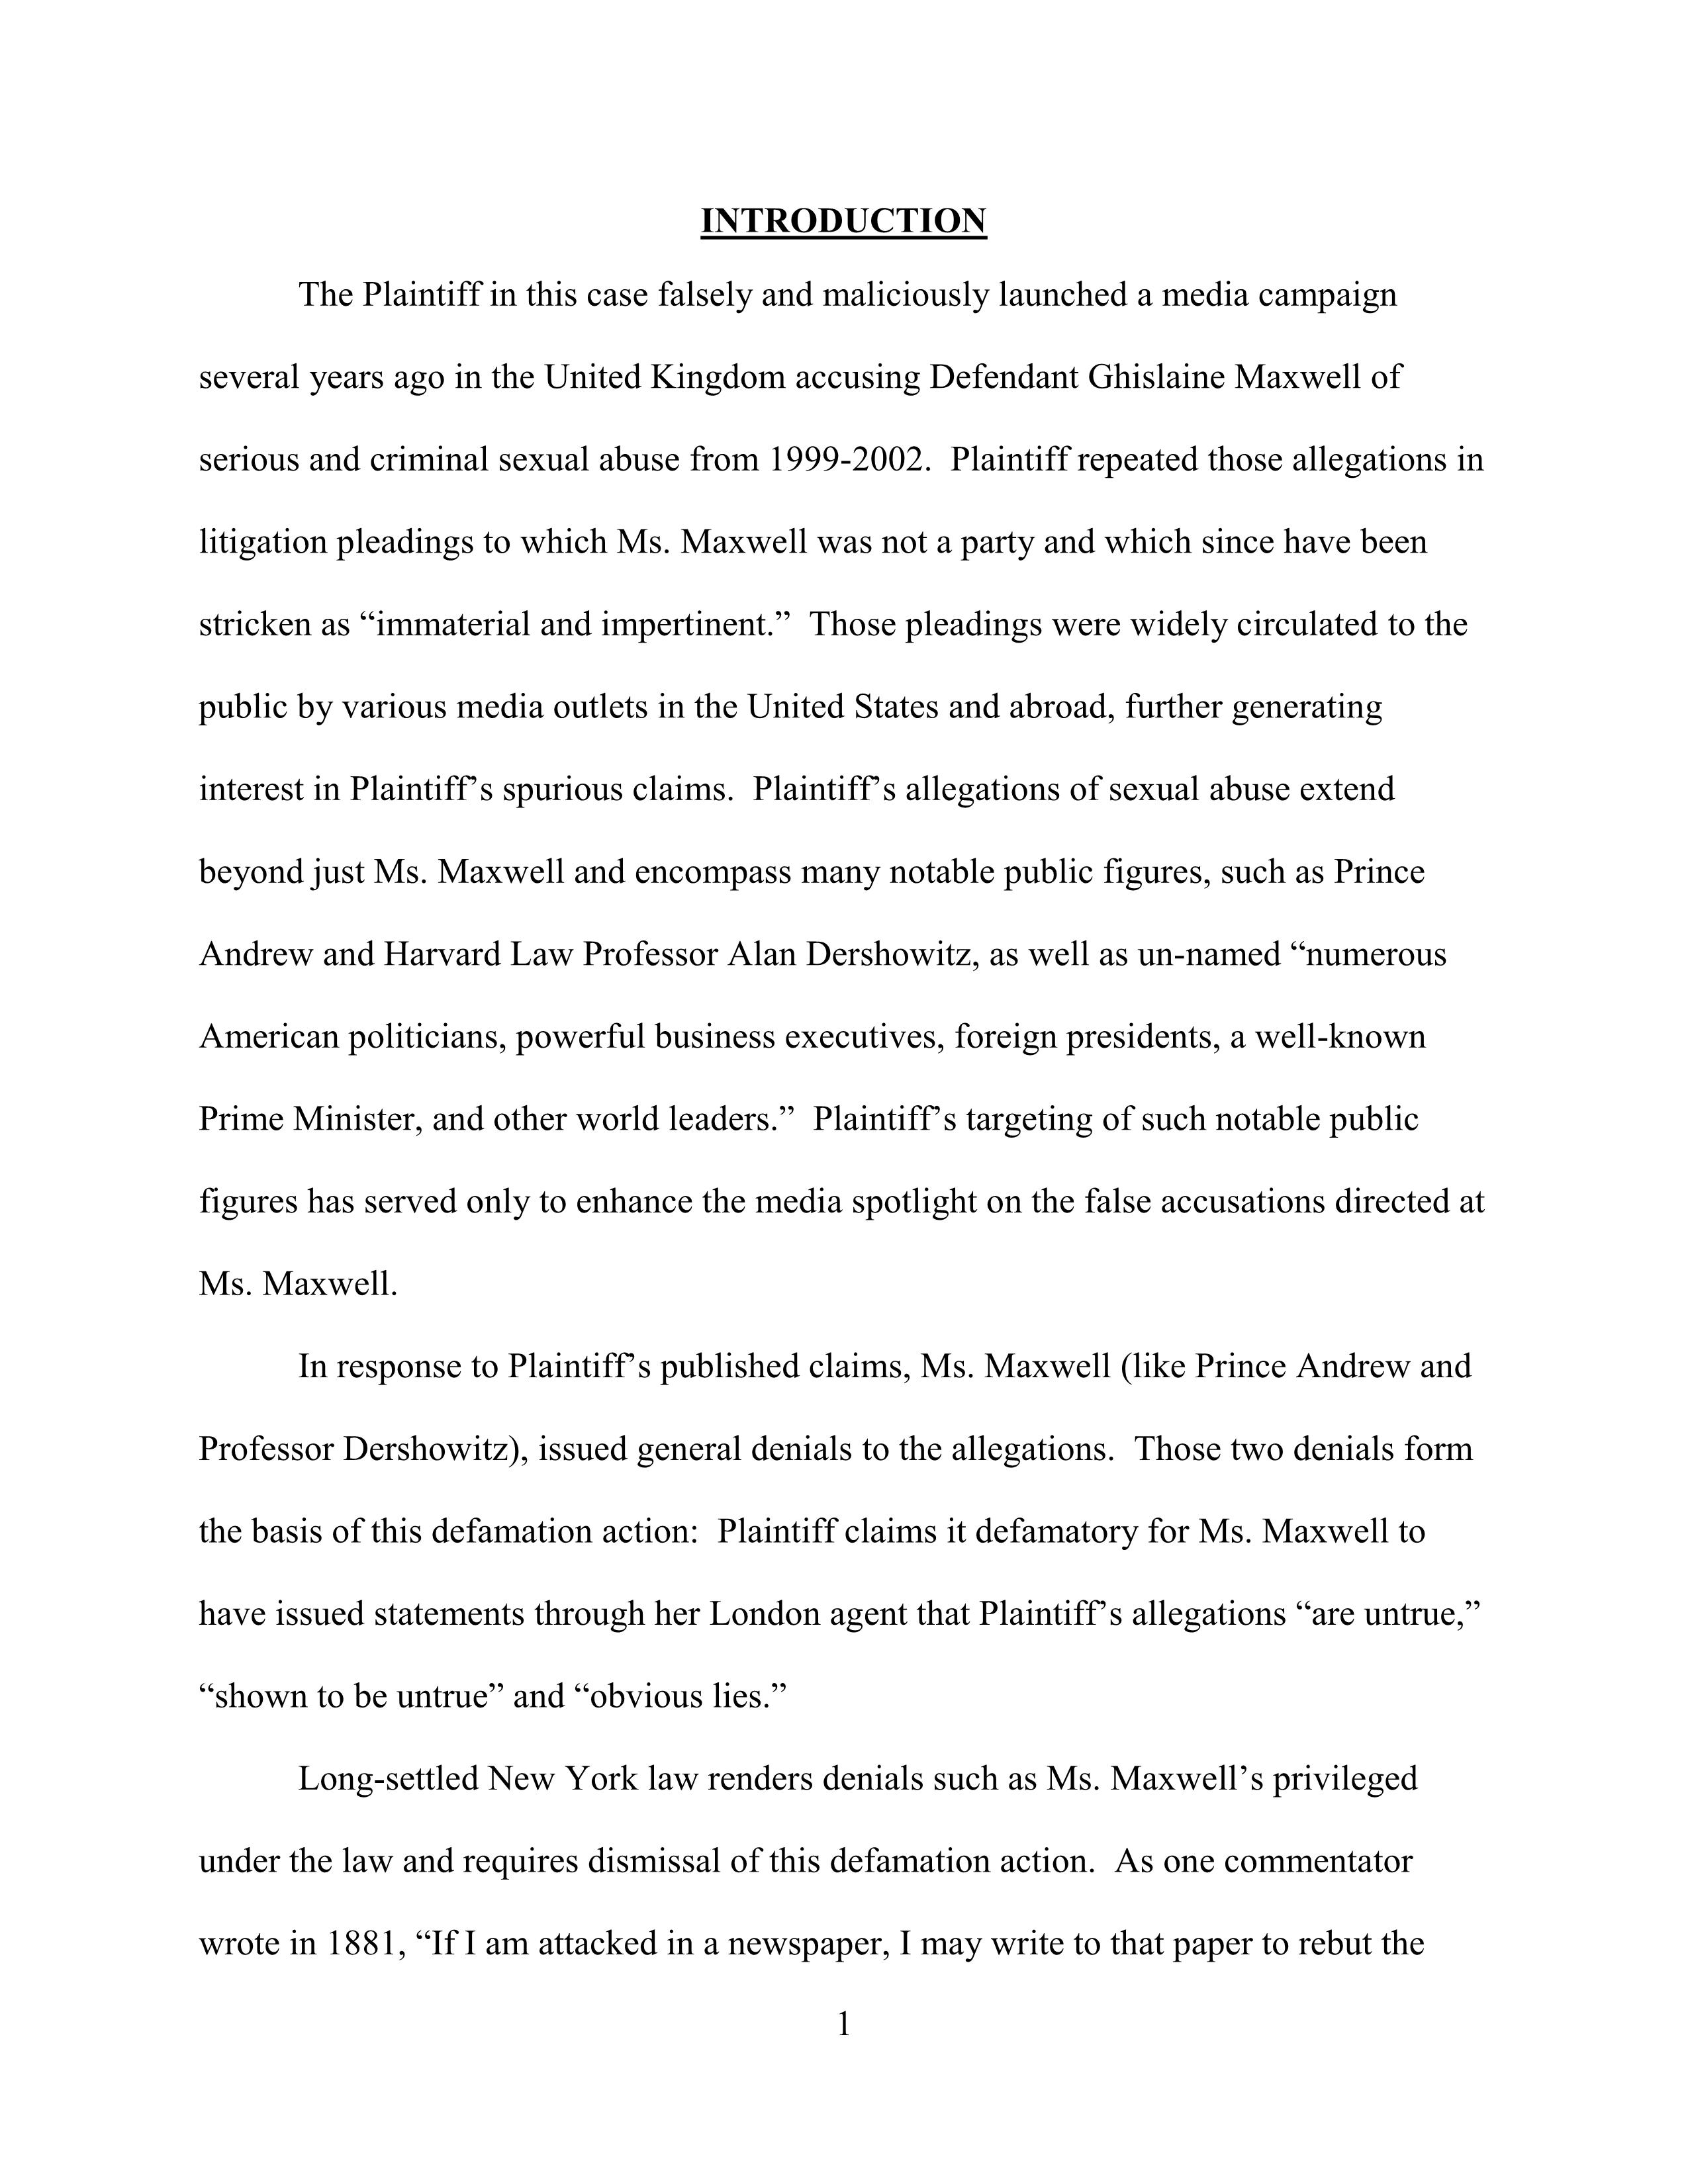 INTRODUCTION
The Plaintiff in this case falsely and maliciously launched a media campaign
several years ago in the United Kingdom accusing Defendant Ghislaine Maxwell of
serious and criminal sexual abuse from 1999-2002.  Plaintiff repeated those allegations in
litigation pleadings to which Ms. Maxwell was not a party and which since have been
stricken as “immaterial and impertinent.”  Those pleadings were widely circulated to the
public by various media outlets in the United States and abroad, further generating
interest in Plaintiff’s spurious claims.  Plaintiff’s allegations of sexual abuse extend
beyond just Ms. Maxwell and encompass many notable public figures, such as Prince
Andrew and Harvard Law Professor Alan Dershowitz, as well as un-named “numerous
American politicians, powerful business executives, foreign presidents, a well-known
Prime Minister, and other world leaders.”  Plaintiff’s targeting of such notable public
figures has served only to enhance the media spotlight on the false accusations directed at
Ms. Maxwell.
In response to Plaintiff’s published claims, Ms. Maxwell (like Prince Andrew and
Professor Dershowitz), issued general denials to the allegations.  Those two denials form
the basis of this defamation action:  Plaintiff claims it defamatory for Ms. Maxwell to
have issued statements through her London agent that Plaintiff’s allegations “are untrue,”
“shown to be untrue” and “obvious lies.”
Long-settled New York law renders denials such as Ms. Maxwell’s privileged
under the law and requires dismissal of this defamation action.  As one commentator
wrote in 1881, “If I am attacked in a newspaper, I may write to that paper to rebut the
1